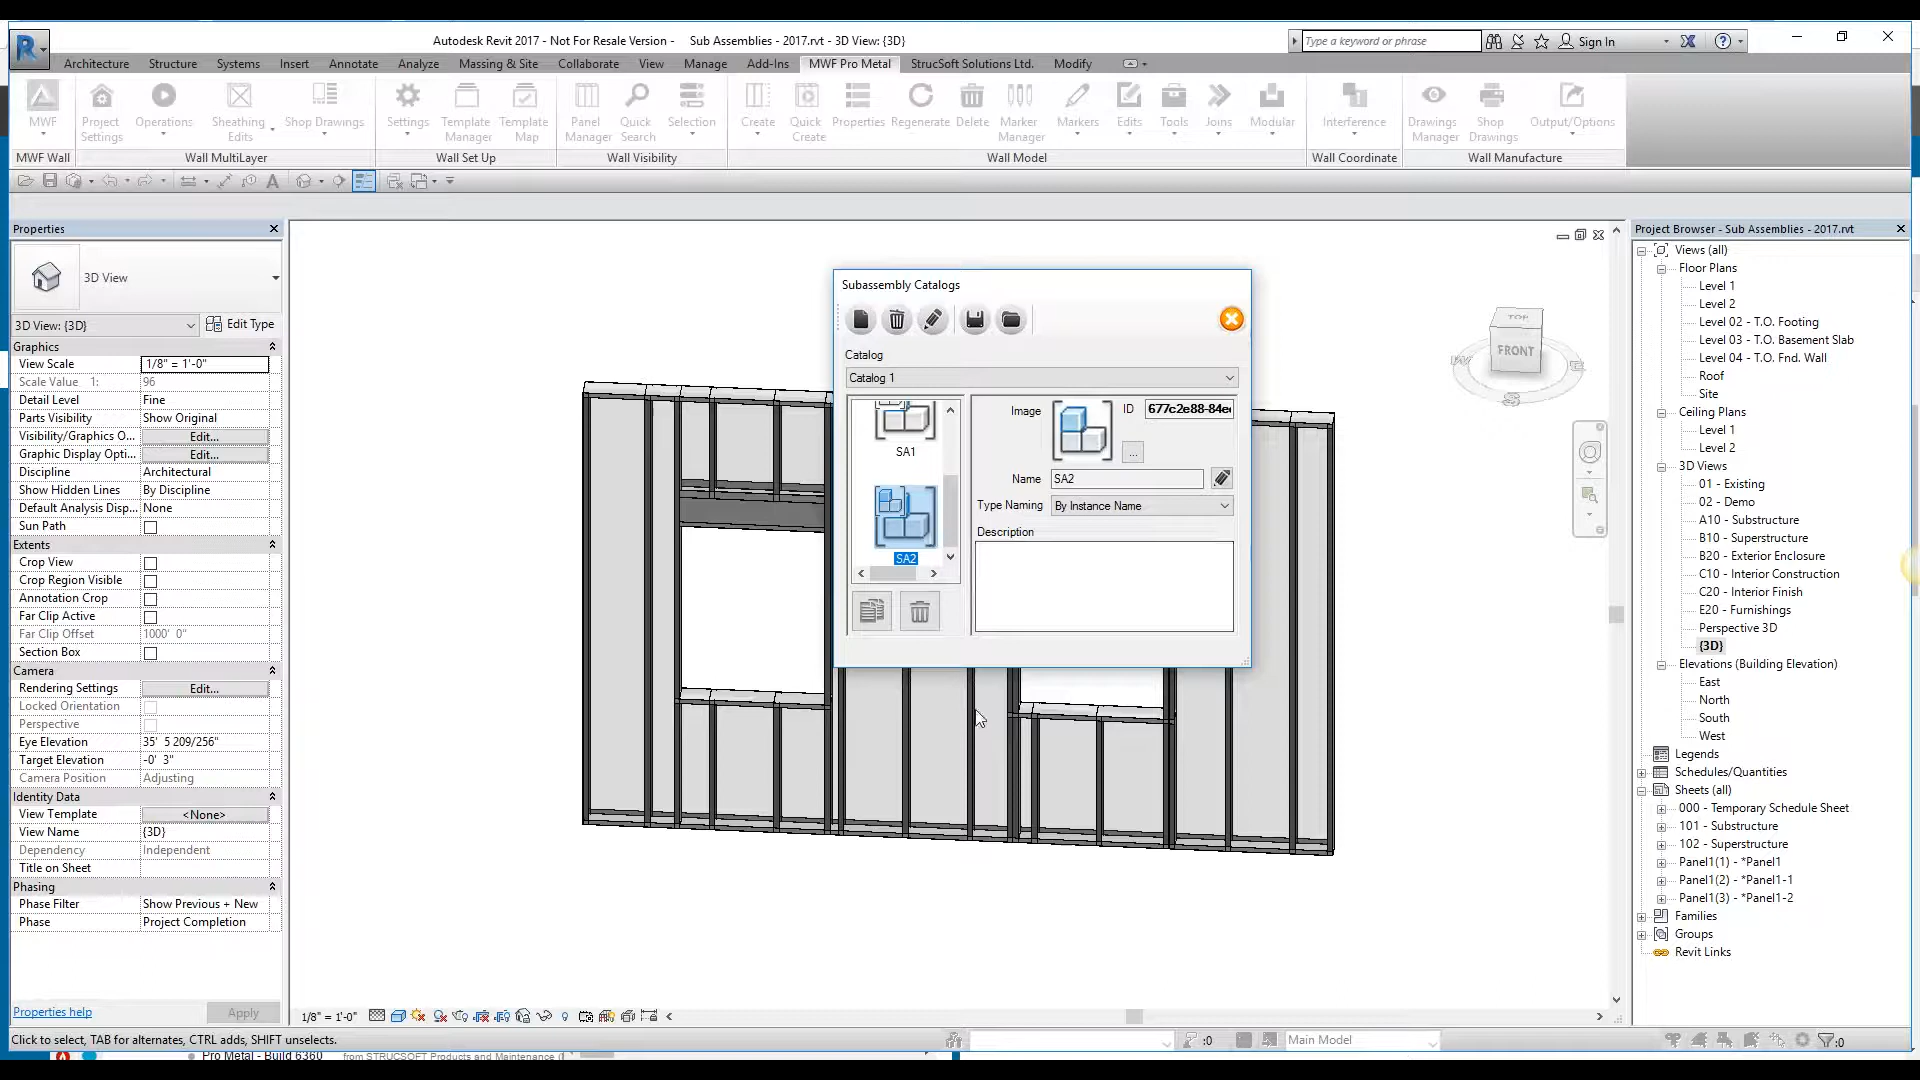 Autodesk Revit 2017 - Not For Resale Version - Sub Assemblies - 2017.rvt - 3D View: {3D}
Type a keyword or phrase
Sign In
Architecture Structure Systems Insert Annotate Analyze Massing & Site Collaborate View Manage Add-Ins MWF Pro Metal StrucSoft Solutions Ltd. Modify
MWF Project Settings Operations Sheathing Edits Shop Drawings Settings Template Manager Template Map Panel Manager Quick Search Selection Create Quick Create Properties Regenerate Delete Marker Manager Markers Edits Tools Joins Modular Interference Drawings Manager Shop Drawings Output/Options
MWF Wall Wall MultiLayer Wall Set Up Wall Visibility Wall Model Wall Coordinate Wall Manufacture
Properties
3D View
3D View: {3D} Edit Type
Graphics
View Scale 1/8" = 1'-0"
Scale Value 1: 96
Detail Level Fine
Parts Visibility Show Original
Visibility/Graphics O... Edit...
Graphic Display Opti... Edit...
Discipline Architectural
Show Hidden Lines By Discipline
Default Analysis Disp... None
Sun Path
Extents
Crop View
Crop Region Visible
Annotation Crop
Far Clip Active
Far Clip Offset 1000' 0"
Section Box
Camera
Rendering Settings Edit...
Locked Orientation
Perspective
Eye Elevation 35' 5 209/256"
Target Elevation -0' 3"
Camera Position Adjusting
Identity Data
View Template <None>
View Name {3D}
Dependency Independent
Title on Sheet
Phasing
Phase Filter Show Previous + New
Phase Project Completion
Properties help Apply
Subassembly Catalogs
Catalog
Catalog 1
SA1
SA2
Image
ID 677c2e88-84e
...
Name SA2
Type Naming By Instance Name
Description
TOP
FRONT
W
S
E
Project Browser - Sub Assemblies - 2017.rvt
Views (all)
Floor Plans
Level 1
Level 2
Level 02 - T.O. Footing
Level 03 - T.O. Basement Slab
Level 04 - T.O. Fnd. Wall
Roof
Site
Ceiling Plans
Level 1
Level 2
3D Views
01 - Existing
02 - Demo
A10 - Substructure
B10 - Superstructure
B20 - Exterior Enclosure
C10 - Interior Construction
C20 - Interior Finish
E20 - Furnishings
Perspective 3D
{3D}
Elevations (Building Elevation)
East
North
South
West
Legends
Schedules/Quantities
Sheets (all)
000 - Temporary Schedule Sheet
101 - Substructure
102 - Superstructure
Panel1(1) - *Panel1
Panel1(2) - *Panel1-1
Panel1(3) - *Panel1-2
Families
Groups
Revit Links
1/8" = 1'-0"
Click to select, TAB for alternates, CTRL adds, SHIFT unselects.
:0
Main Model
:0
Pro Metal - Build 6360 from STRUCSOFT Products and Maintenance